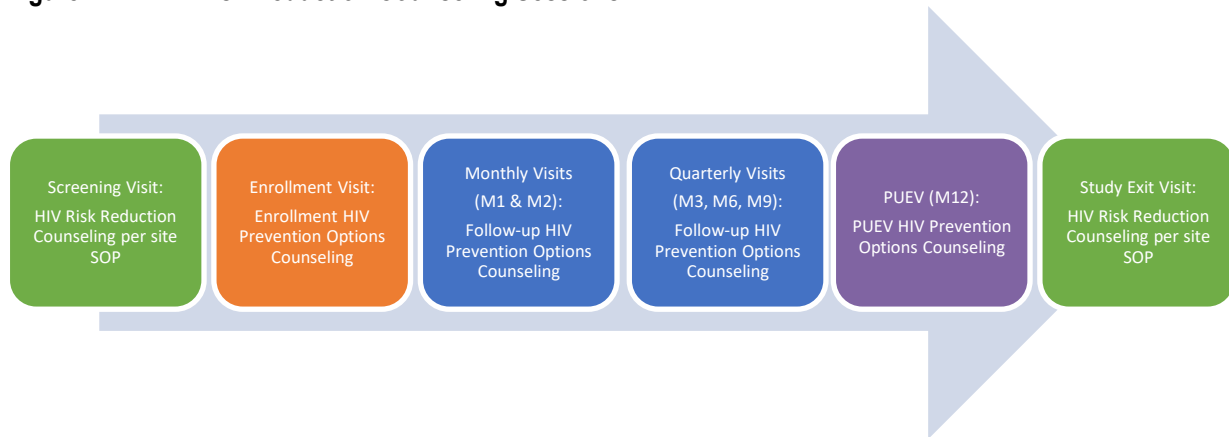 Screening Visit:
HIV Risk Reduction
Counseling per site
SOP
Enrollment Visit:
Enrollment HIV
Prevention Options
Counseling
Monthly Visits
(M1 & M2):
Follow-up HIV
Prevention Options
Counseling
Quarterly Visits
(M3, M6, M9):
Follow-up HIV
Prevention Options
Counseling
PUEV (M12):
PUEV HIV Prevention
Options Counseling
Study Exit Visit:
HIV Risk Reduction
Counseling per site
SOP